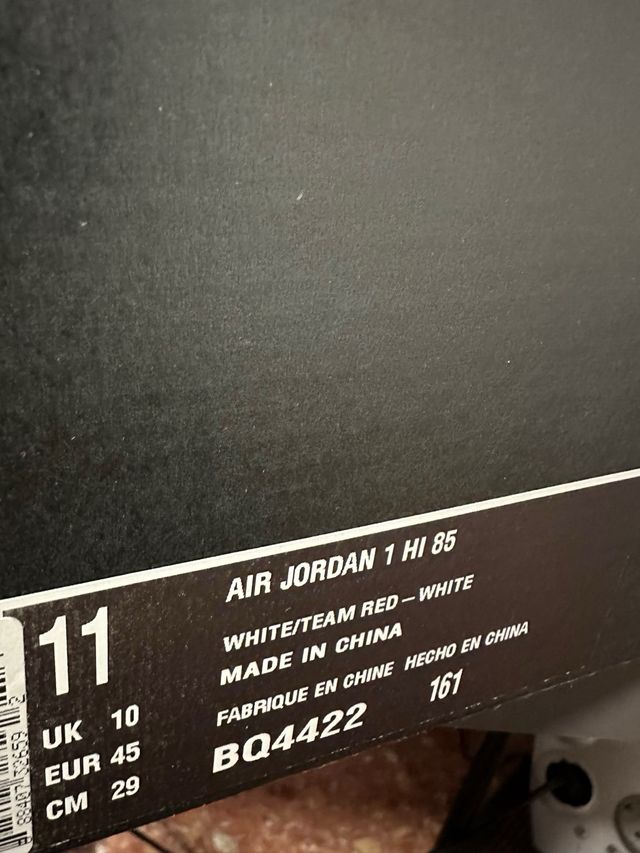 AIR JORDAN 1 HI 85
11
WHITE/TEAM RED – WHITE
MADE IN CHINA
FABRIQUE EN CHINE HECHO EN CHINA
UK 10
BQ4422 161
EUR 45
CM 29